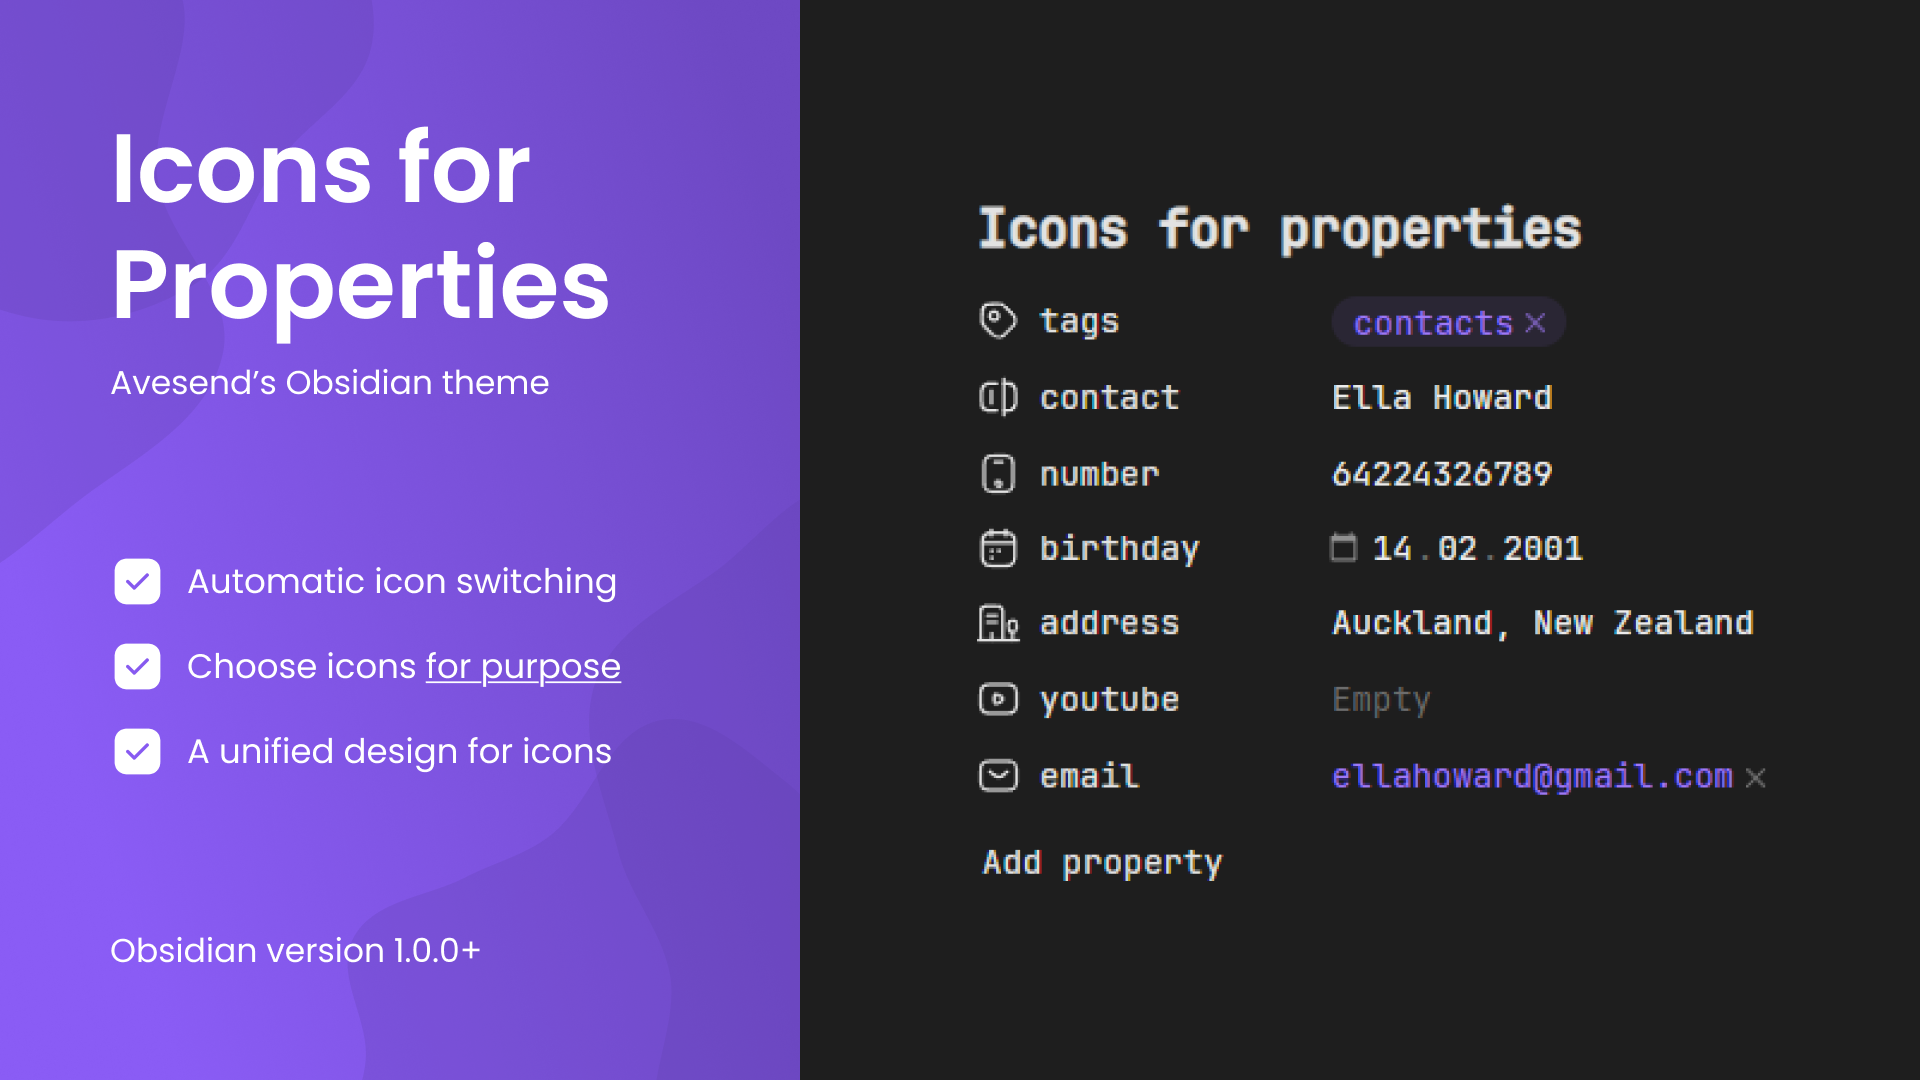 Icons for
Properties
Avesend’s Obsidian theme
Automatic icon switching
Choose icons for purpose
A unified design for icons
Obsidian version 1.0.0+
Icons for properties
tags contacts
contact Ella Howard
number 64224326789
birthday 14.02.2001
address Auckland, New Zealand
youtube Empty
email ellahoward@gmail.com
Add property